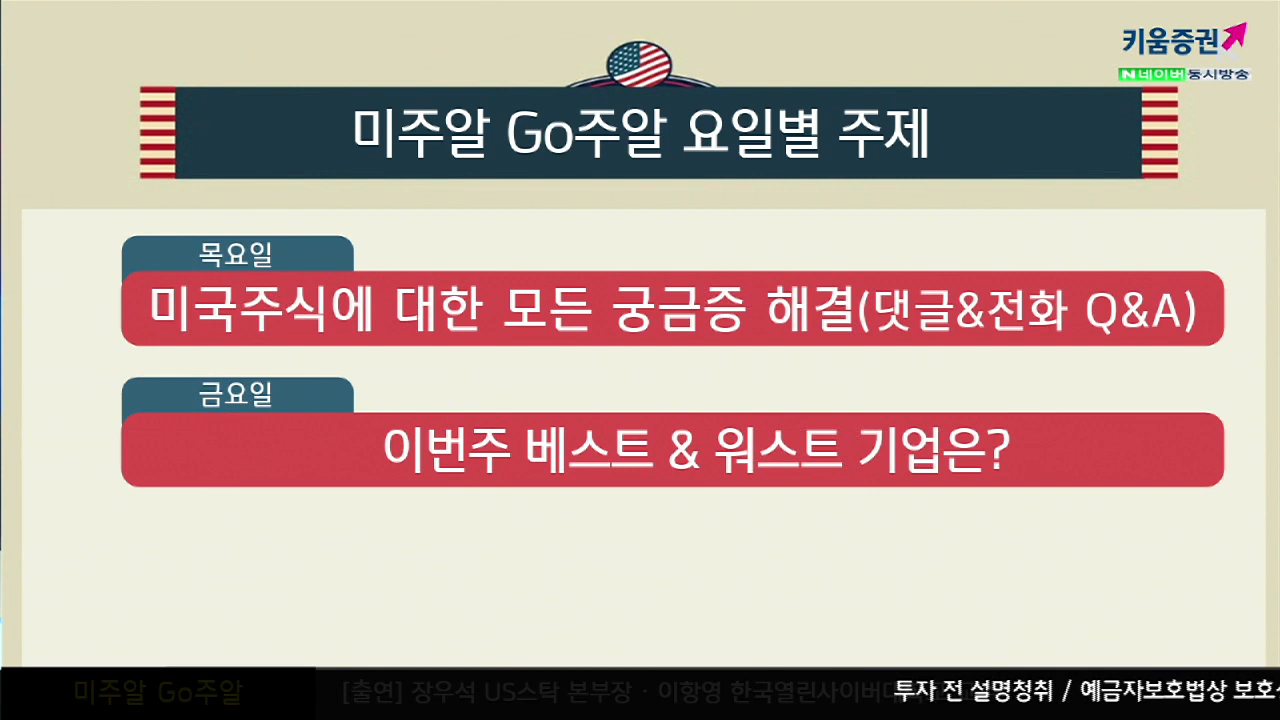 키움증권
N 네이버 동시방송
미주알 Go주알 요일별 주제
목요일
미국주식에 대한 모든 궁금증 해결(댓글&전화 Q&A)
금요일
이번주 베스트 & 워스트 기업은?
미주알 Go주알
[출연] 장우석 US스탁 본부장 · 이항영 한국열린사이버대
투자 전 설명청취 / 예금자보호법상 보호